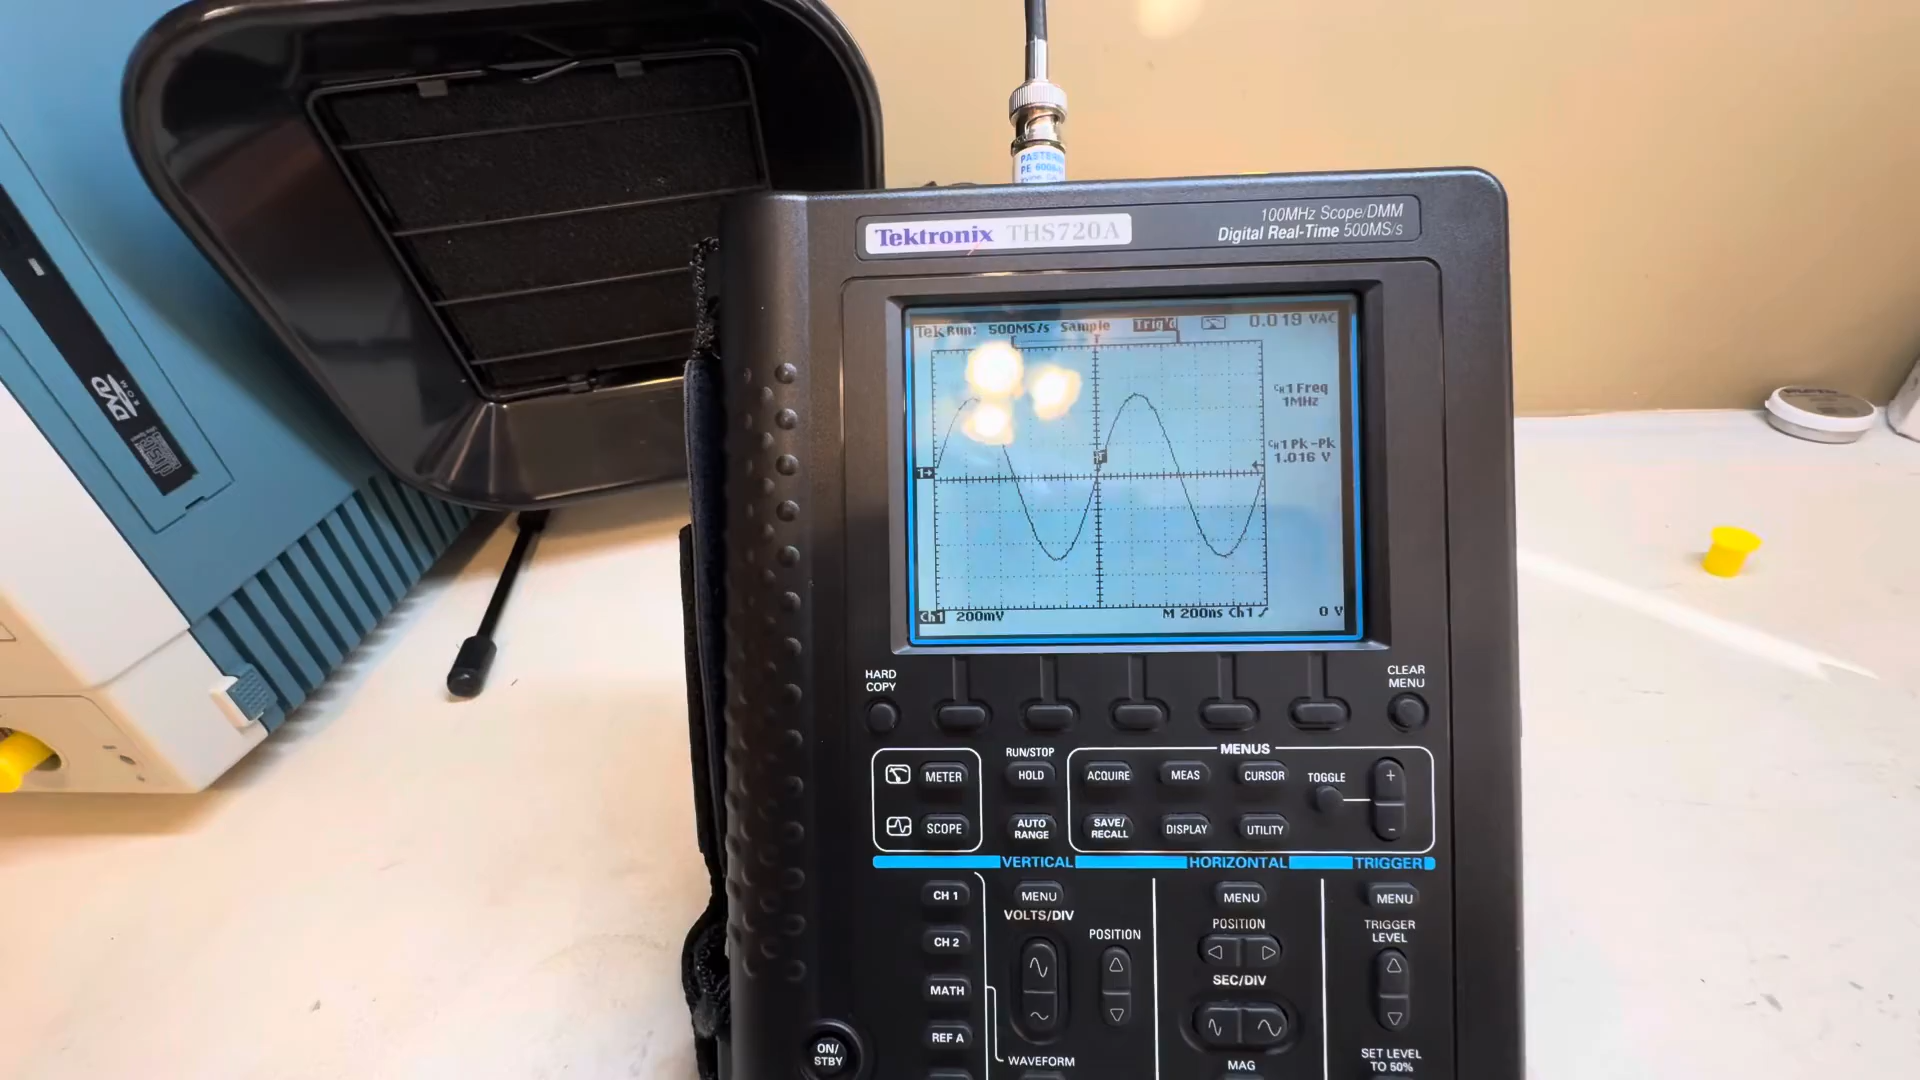 PE 6008
Tektronix THS720A
100MHz Scope/DMM
Digital Real-Time 500MS/s
Tek Run: 500MS/s Sample Trig'd
0.019 VAC
T
CH1 Freq
1MHz
CH1 Pk-Pk
1.016 V
1
Ch1 200mV M 200ns Ch1 0 V
DVD
ROM
HARD
COPY
CLEAR
MENU
METER
SCOPE
RUN/STOP
HOLD
AUTO
RANGE
MENUS
ACQUIRE MEAS CURSOR TOGGLE +
SAVE/
RECALL
DISPLAY UTILITY -
VERTICAL HORIZONTAL TRIGGER
CH 1
CH 2
MATH
REF A
MENU
VOLTS/DIV
POSITION
WAVEFORM
MENU
POSITION
SEC/DIV
MAG
MENU
TRIGGER
LEVEL
SET LEVEL
TO 50%
ON/
STBY